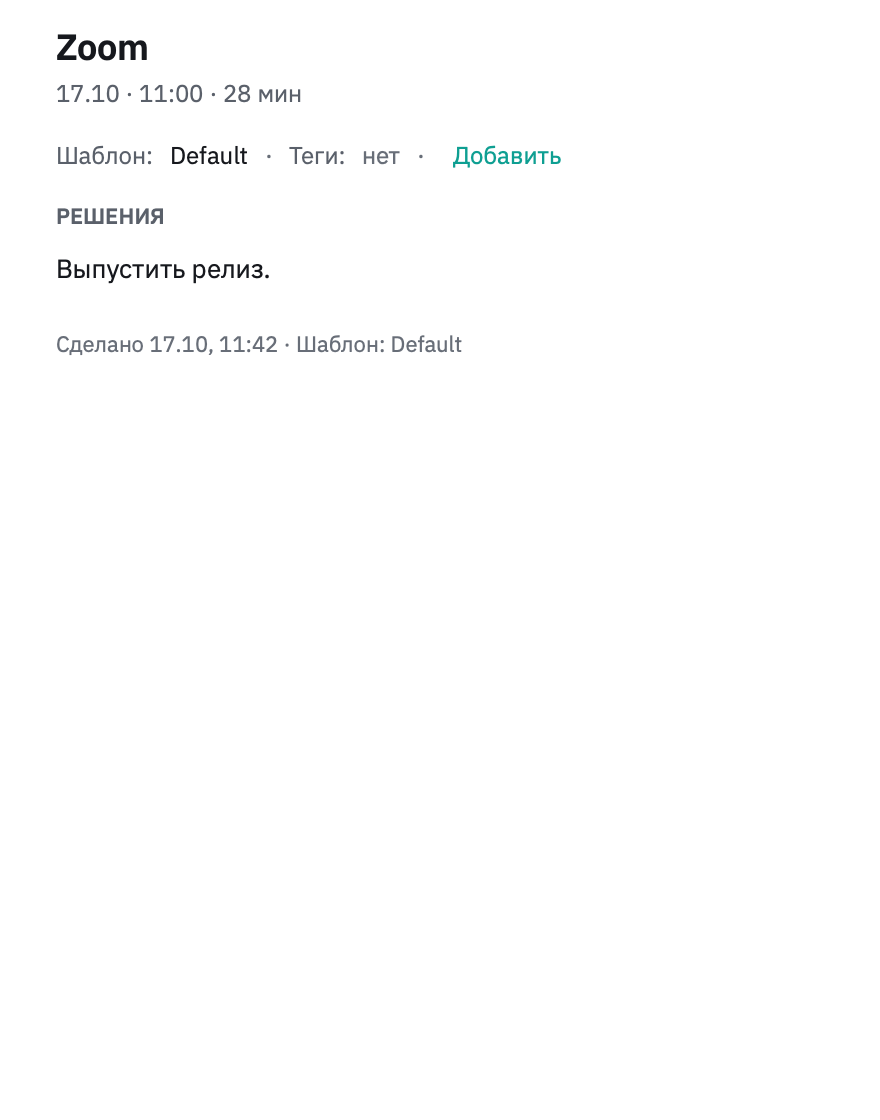 Zoom
17.10 · 11:00 · 28 мин
Шаблон: Default · Теги: нет · Добавить
РЕШЕНИЯ
Выпустить релиз.
Сделано 17.10, 11:42 · Шаблон: Default